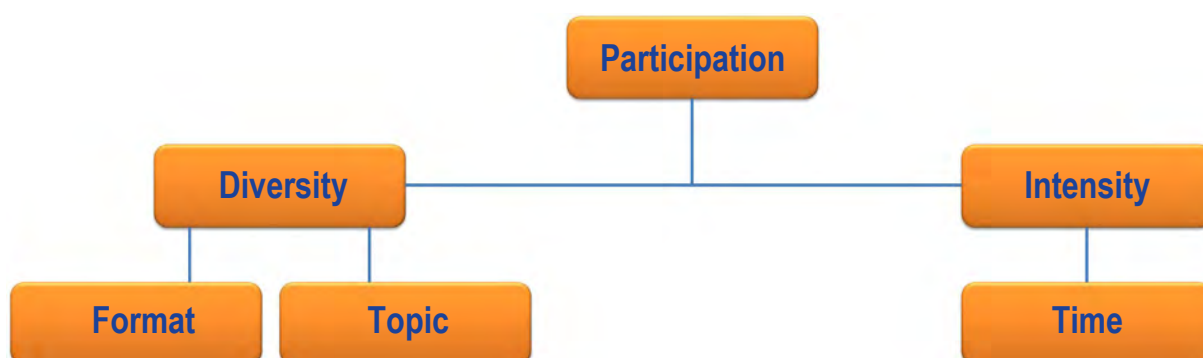 Participation
Diversity
Intensity
Format
Topic
Time